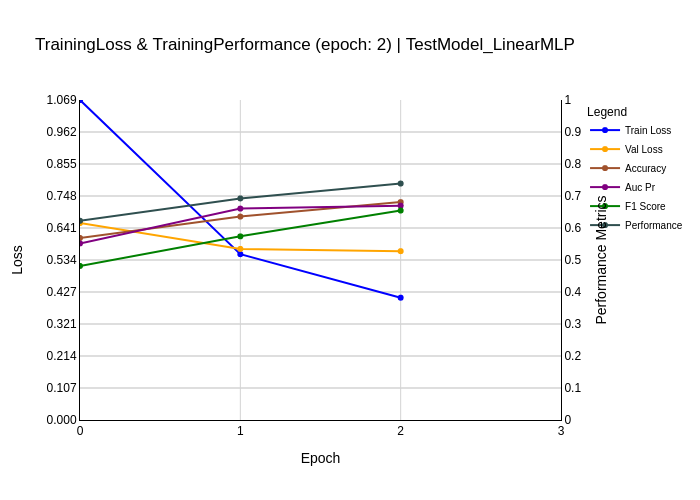 TrainingLoss & TrainingPerformance (epoch: 2) | TestModel_LinearMLP
1.069
0.962
0.855
0.748
0.641
0.534
0.427
0.321
0.214
0.107
0.000
Loss
0
1
2
3
Epoch
1
0.9
0.8
0.7
0.6
0.5
0.4
0.3
0.2
0.1
0
Performance Metrics
Legend
Train Loss
Val Loss
Accuracy
Auc Pr
F1 Score
Performance